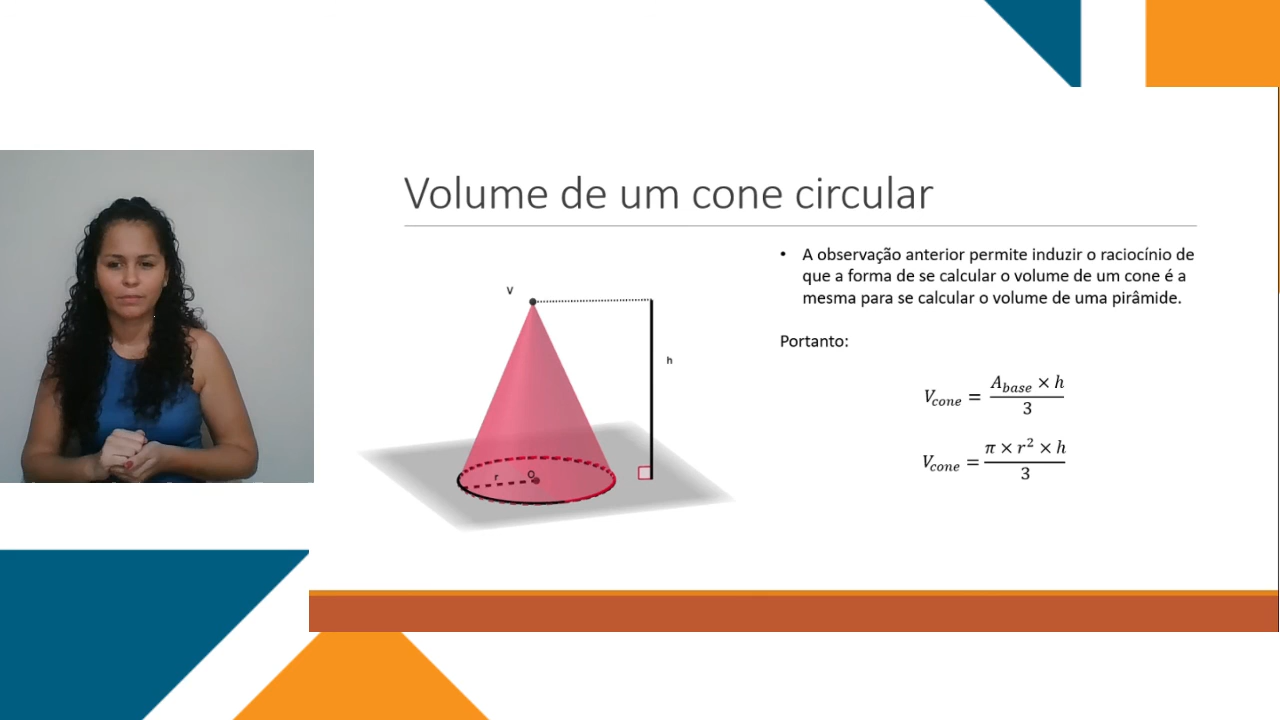 Volume de um cone circular
• A observação anterior permite induzir o raciocínio de
que a forma de se calcular o volume de um cone é a
mesma para se calcular o volume de uma pirâmide.
Portanto:
V_cone = (A_base × h)/3
V_cone = (π × r² × h)/3
V
h
r
O